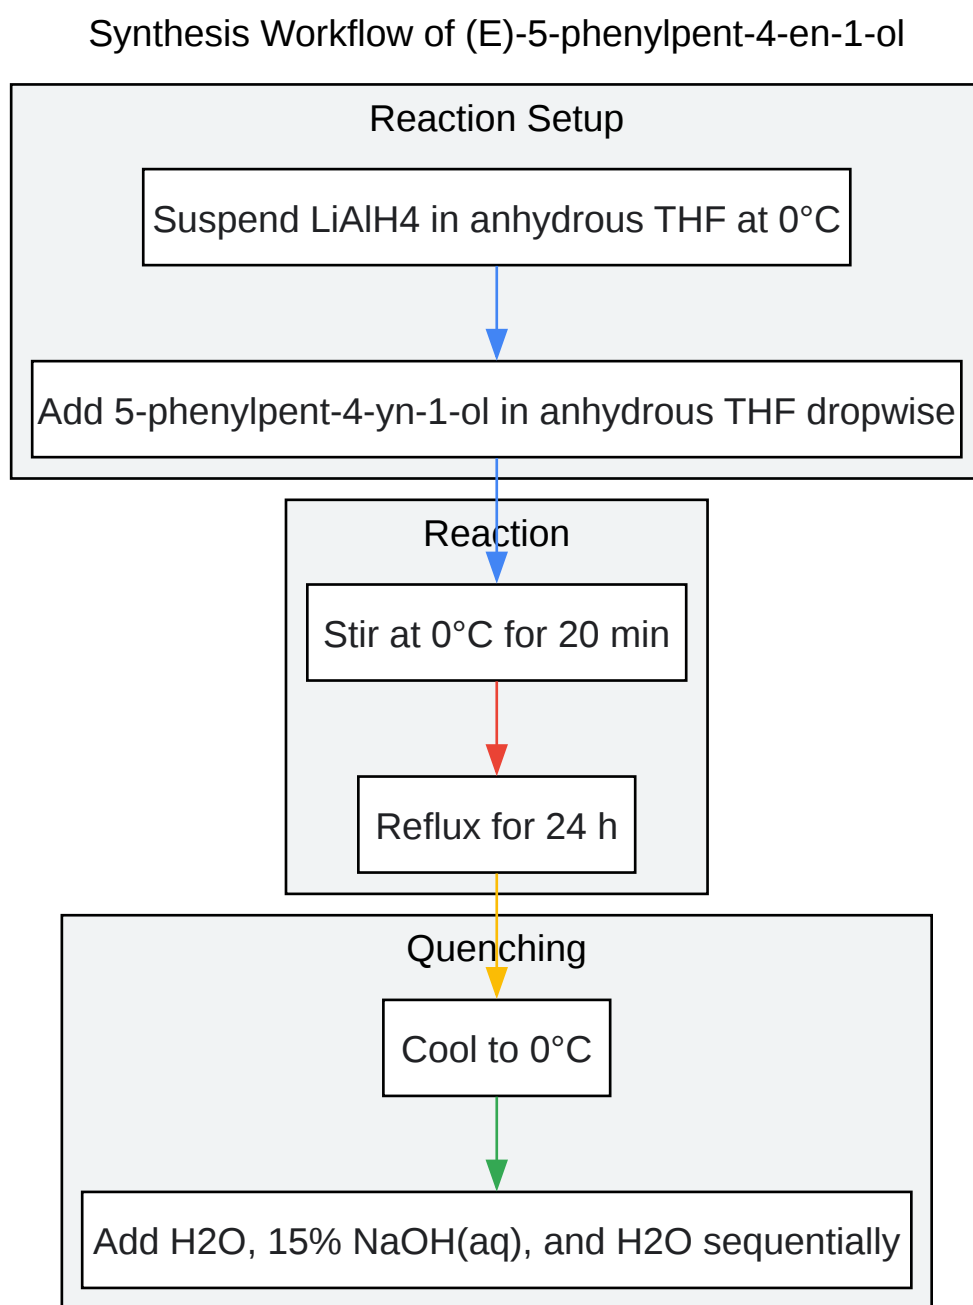 Synthesis Workflow of (E)-5-phenylpent-4-en-1-ol
Reaction Setup
Suspend LiAlH4 in anhydrous THF at 0°C
Add 5-phenylpent-4-yn-1-ol in anhydrous THF dropwise
Reaction
Stir at 0°C for 20 min
Reflux for 24 h
Quenching
Cool to 0°C
Add H2O, 15% NaOH(aq), and H2O sequentially